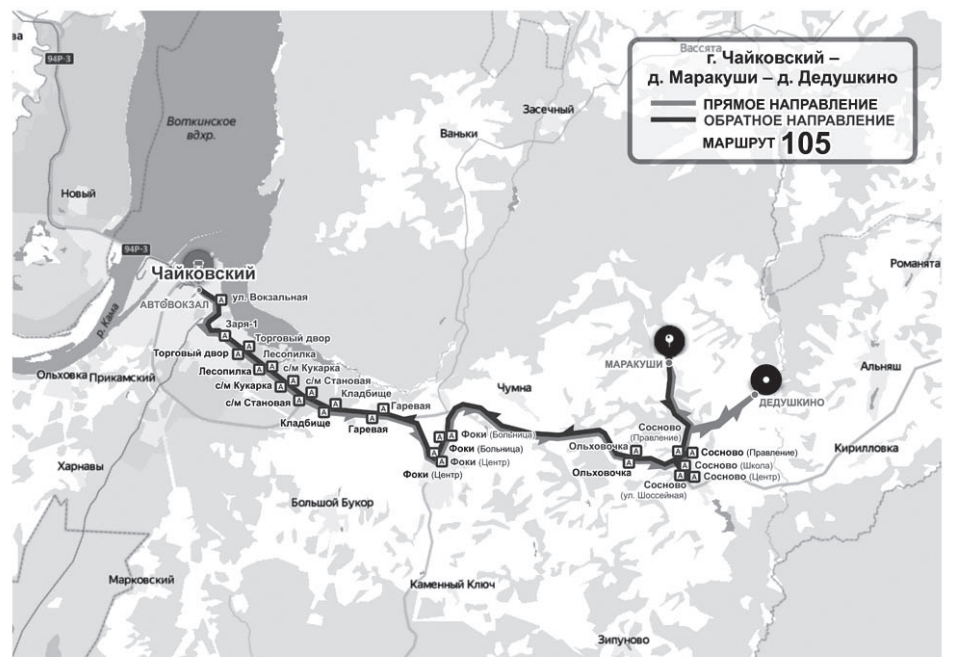 г. Чайковский –
д. Маракуши – д. Дедушкино
ПРЯМОЕ НАПРАВЛЕНИЕ
ОБРАТНОЕ НАПРАВЛЕНИЕ
МАРШРУТ 105
ва
94Р-3
Вассята
Засечный
Воткинское
вдхр.
Ваньки
Новый
94Р-3
Романята
Чайковский
АВТОВОКЗАЛ
ул. Вокзальная
р. Кама
Заря-1
Торговый двор
Торговый двор
Лесопилка
Лесопилка
с/м Кукарка
с/м Кукарка
с/м Становая
с/м Становая
Кладбище
Кладбище
Гаревая
Гаревая
Ольховка
Прикамский
МАРАКУШИ
Альняш
Чумна
ДЕДУШКИНО
Фоки (Больница)
Фоки (Больница)
Фоки (Центр)
Фоки (Центр)
Ольховочка
Ольховочка
Сосново
(Правление)
Сосново (Правление)
Сосново (Школа)
Сосново (Центр)
Сосново
(ул. Шоссейная)
Кирилловка
Харнавы
Большой Букор
Марковский
Каменный Ключ
Зипуново